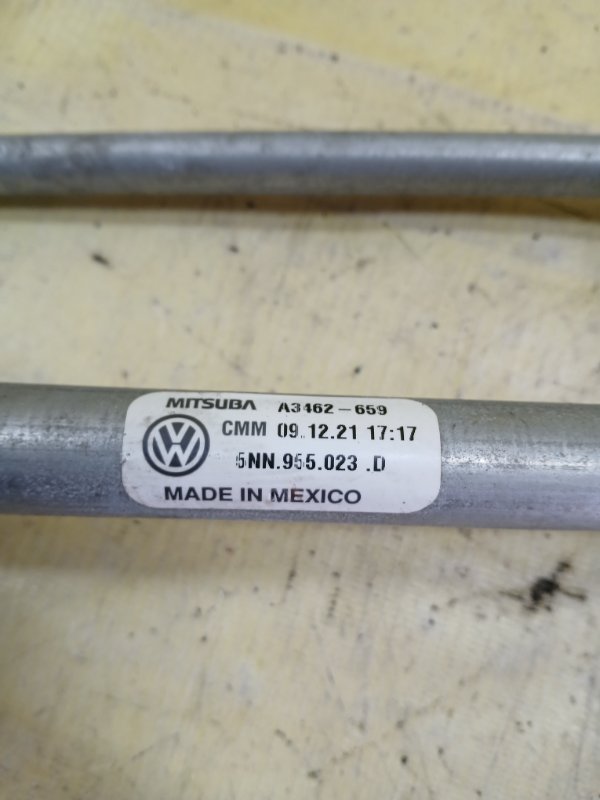 MITSUBA A3462-659
CMM 09.12.21 17:17
5NN.955.023 .D
MADE IN MEXICO